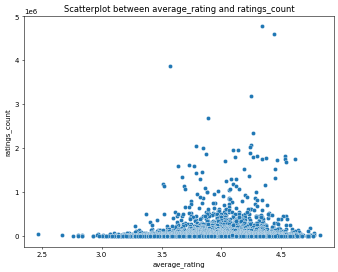 Scatterplot between average_rating and ratings_count
1e6
5
4
3
2
1
0
ratings_count
2.5 3.0 3.5 4.0 4.5
average_rating